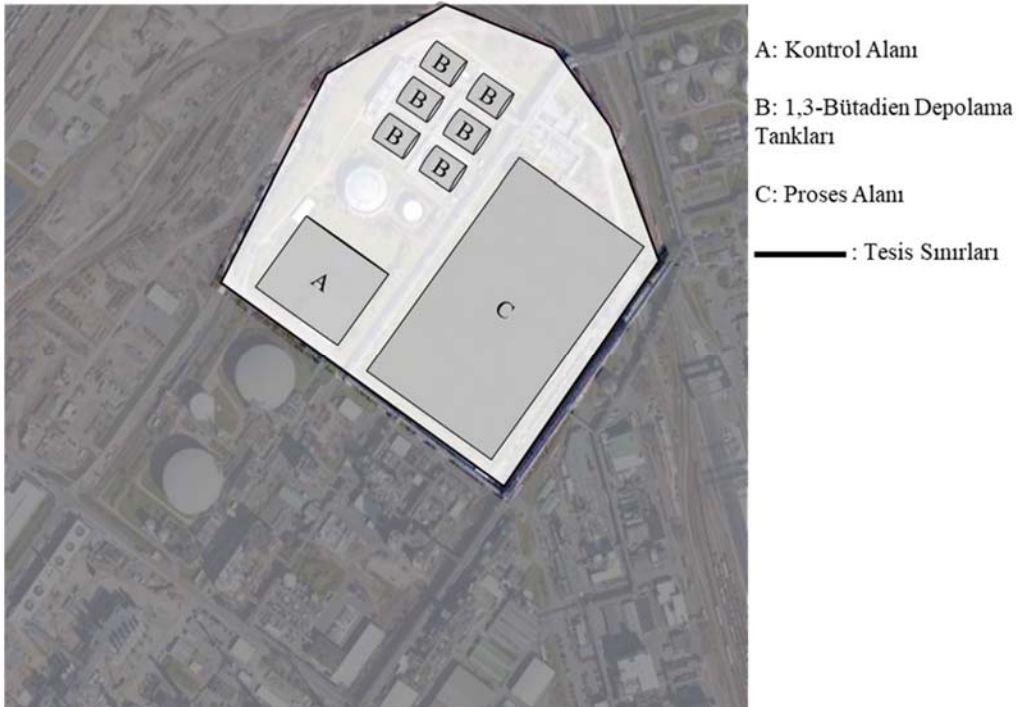 A: Kontrol Alanı
B
B
B
B: 1,3-Bütadien Depolama
Tankları
B
B
B
C: Proses Alanı
: Tesis Sınırları
A
C